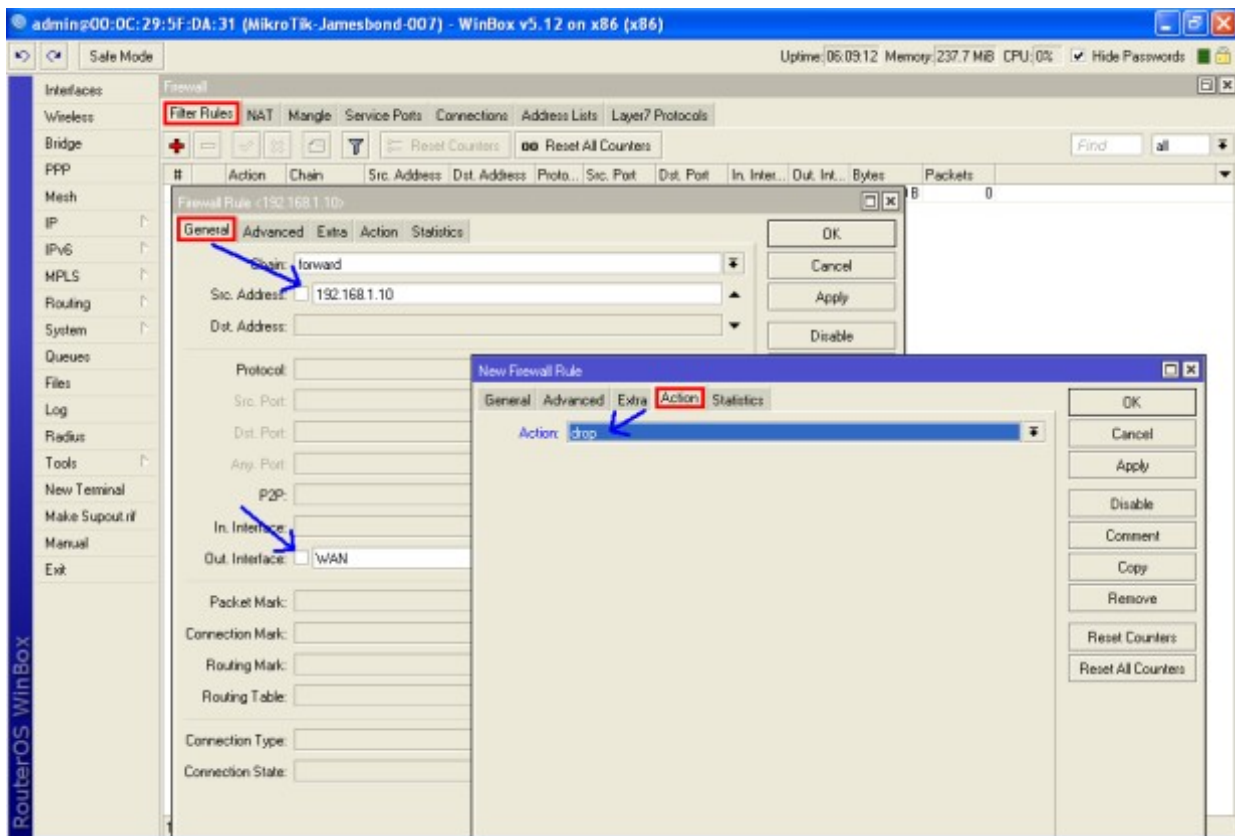 admin@00:0C:29:5F:DA:31 (MikroTik-Jamesbond-007) - WinBox v5.12 on x86 (x86)
Safe Mode
Uptime: 06:09:12 Memory: 237.7 MiB CPU: 0% Hide Passwords
Interfaces
Wireless
Bridge
PPP
Mesh
IP
IPv6
MPLS
Routing
System
Queues
Files
Log
Radius
Tools
New Terminal
Make Supout.rif
Manual
Exit
RouterOS WinBox
Firewall
Filter Rules NAT Mangle Service Ports Connections Address Lists Layer7 Protocols
Reset Counters 00 Reset All Counters Find all
# Action Chain Src. Address Dst. Address Proto... Src. Port Dst. Port In. Inter... Out. Int... Bytes Packets
B 0
Firewall Rule <192.168.1.10>
General Advanced Extra Action Statistics
Chain: forward
Src. Address: 192.168.1.10
Dst. Address:
Protocol:
Src. Port:
Dst. Port:
Any. Port:
P2P:
In. Interface:
Out. Interface: WAN
Packet Mark:
Connection Mark:
Routing Mark:
Routing Table:
Connection Type:
Connection State:
OK
Cancel
Apply
Disable
New Firewall Rule
General Advanced Extra Action Statistics
Action: drop
OK
Cancel
Apply
Disable
Comment
Copy
Remove
Reset Counters
Reset All Counters